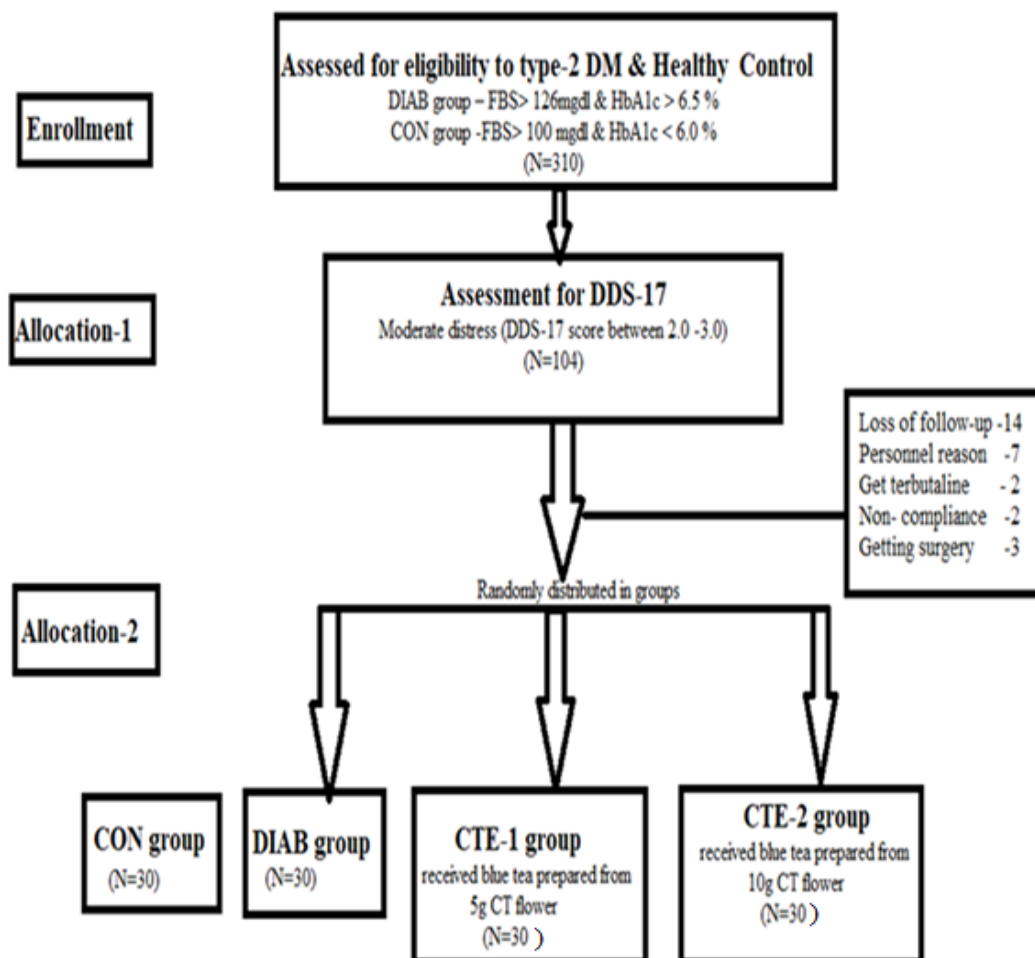 Enrollment
Assessed for eligibility to type-2 DM & Healthy Control
DIAB group – FBS> 126mgdl & HbA1c > 6.5 %
CON group -FBS> 100 mgdl & HbA1c < 6.0 %
(N=310)
Allocation-1
Assessment for DDS-17
Moderate distress (DDS-17 score between 2.0 -3.0)
(N=104)
Loss of follow-up -14
Personnel reason -7
Get terbutaline - 2
Non- compliance -2
Getting surgery -3
Allocation-2
Randomly distributed in groups
CON group
(N=30)
DIAB group
(N=30)
CTE-1 group
received blue tea prepared from
5g CT flower
(N=30 )
CTE-2 group
received blue tea prepared from
10g CT flower
(N=30 )